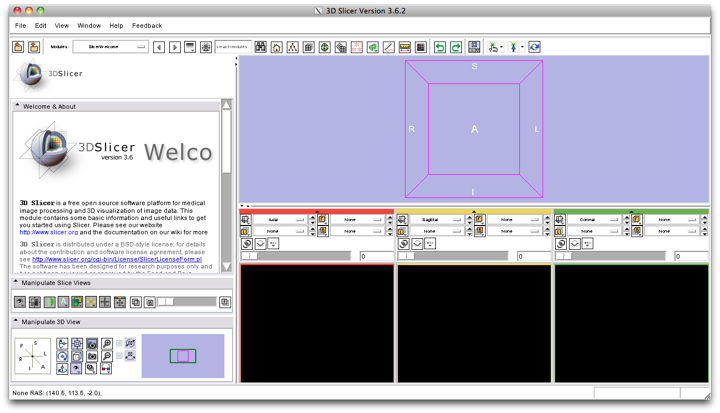 3D Slicer Version 3.6.2
File Edit View Window Help Feedback
Modules: SlicerWelcome
3DSlicer
Welcome & About
3DSlicer
version 3.6
Welco
3D Slicer is a free open source software platform for medical
image processing and 3D visualization of image data. This
module contains some basic information and useful links to get
you started using Slicer. Please see our website
http://www.slicer.org and the documentation on our wiki for more
3D Slicer is distributed under a BSD-style license; for details
about the contribution and software license agreement, please
see http://www.slicer.org/cgi-bin/License/SlicerLicenseForm.pl
The software has been designed for research purposes only and
Manipulate Slice Views
Manipulate 3D View
P S L
R I A
S
R A L
I
Axial None
None None
0
Sagittal None
None None
0
Coronal None
None None
0
None RAS: (140.6, 113.5, -2.0),